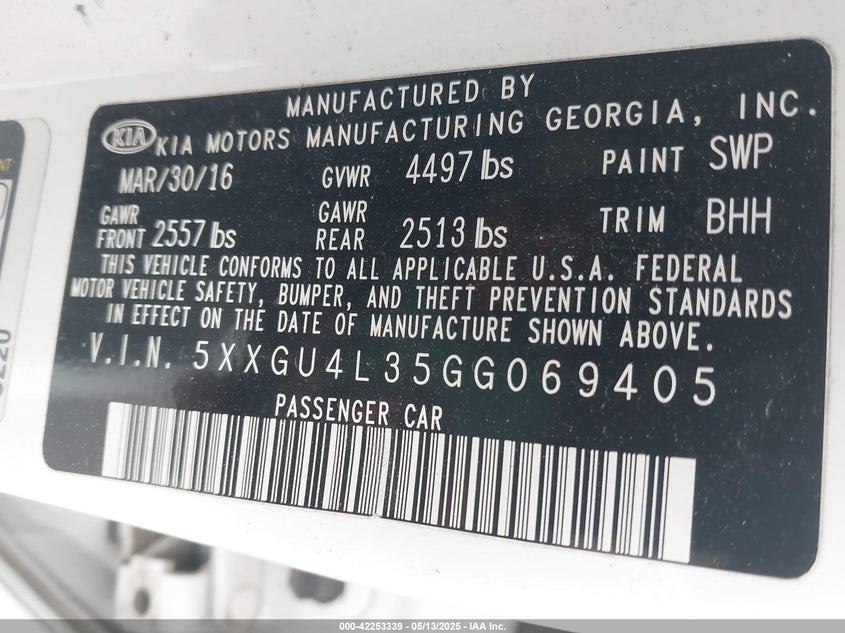 MANUFACTURED BY
KIA KIA MOTORS MANUFACTURING GEORGIA, INC.
MAR/30/16 GVWR 4497 lbs PAINT SWP
GAWR FRONT 2557 lbs GAWR REAR 2513 lbs TRIM BHH
THIS VEHICLE CONFORMS TO ALL APPLICABLE U.S.A. FEDERAL
MOTOR VEHICLE SAFETY, BUMPER, AND THEFT PREVENTION STANDARDS
IN EFFECT ON THE DATE OF MANUFACTURE SHOWN ABOVE.
V.I.N. 5XXGU4L35GG069405
PASSENGER CAR
000-42253339 — 05/13/2025 — IAA Inc.